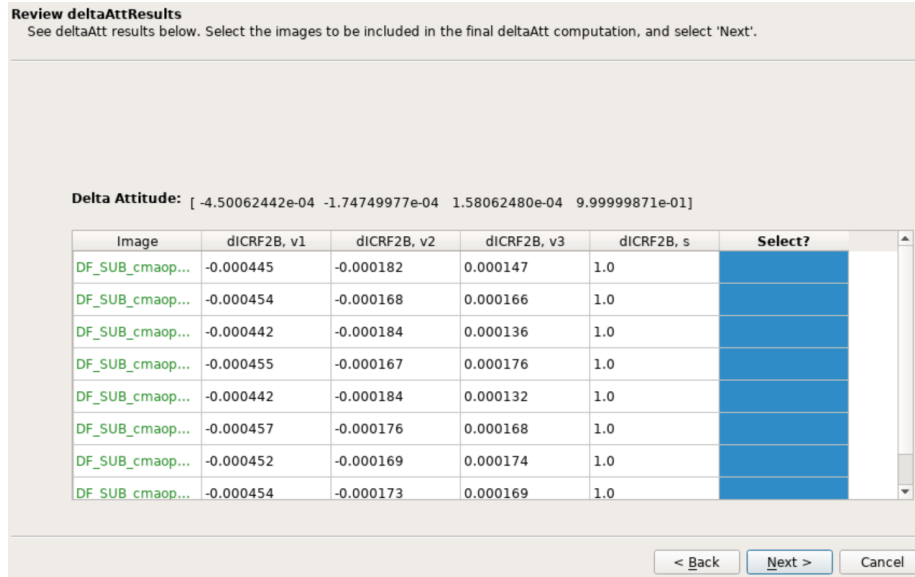 Review deltaAttResults
See deltaAtt results below. Select the images to be included in the final deltaAtt computation, and select 'Next'.
Delta Attitude: [ -4.50062442e-04 -1.74749977e-04 1.58062480e-04 9.99999871e-01]
Image dICRF2B, v1 dICRF2B, v2 dICRF2B, v3 dICRF2B, s Select?
DF_SUB_cmaop... -0.000445 -0.000182 0.000147 1.0
DF_SUB_cmaop... -0.000454 -0.000168 0.000166 1.0
DF_SUB_cmaop... -0.000442 -0.000184 0.000136 1.0
DF_SUB_cmaop... -0.000455 -0.000167 0.000176 1.0
DF_SUB_cmaop... -0.000442 -0.000184 0.000132 1.0
DF_SUB_cmaop... -0.000457 -0.000176 0.000168 1.0
DF_SUB_cmaop... -0.000452 -0.000169 0.000174 1.0
DF_SUB_cmaop... -0.000454 -0.000173 0.000169 1.0
< Back Next > Cancel